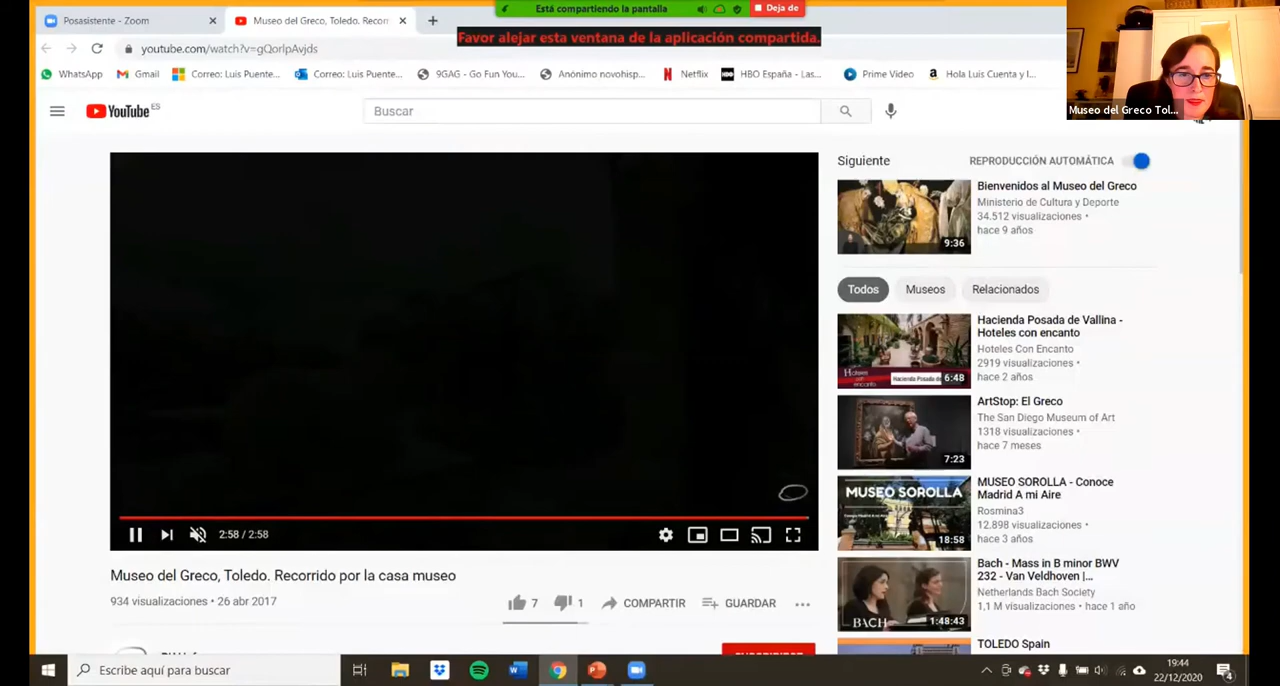 Posasistente - Zoom
Museo del Greco, Toledo. Recorri
Está compartiendo la pantalla
Deja de
Favor alejar esta ventana de la aplicación compartida.
youtube.com/watch?v=gQorlpAvjds
WhatsApp
Gmail
Correo: Luis Puente...
Correo: Luis Puente...
9GAG - Go Fun You...
Anónimo novohisp...
Netflix
HBO España - Las...
Prime Video
Hola Luís Cuenta y l...
Museo del Greco Tol...
YouTube ES
Buscar
Siguiente
REPRODUCCIÓN AUTOMÁTICA
Bienvenidos al Museo del Greco
Ministerio de Cultura y Deporte
34.512 visualizaciones •
hace 9 años
9:36
Todos
Museos
Relacionados
Hacienda Posada de Vallina -
Hoteles con encanto
Hoteles Con Encanto
2919 visualizaciones •
hace 2 años
Hoteles
encanto
Hacienda Posada de
6:48
ArtStop: El Greco
The San Diego Museum of Art
1318 visualizaciones •
hace 7 meses
7:23
MUSEO SOROLLA - Conoce
Madrid A mi Aire
Rosmina3
12.898 visualizaciones •
hace 3 años
MUSEO SOROLLA
18:58
Bach - Mass in B minor BWV
232 - Van Veldhoven |...
Netherlands Bach Society
1,1 M visualizaciones • hace 1 año
BACH
1:48:43
TOLEDO Spain
2:58 / 2:58
Museo del Greco, Toledo. Recorrido por la casa museo
934 visualizaciones • 26 abr 2017
7
1
COMPARTIR
GUARDAR
Escribe aquí para buscar
19:44
22/12/2020
4